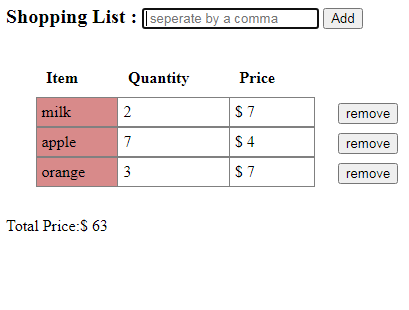 Shopping List : seperate by a comma Add
Item Quantity Price
milk 2 $ 7 remove
apple 7 $ 4 remove
orange 3 $ 7 remove
Total Price:$ 63